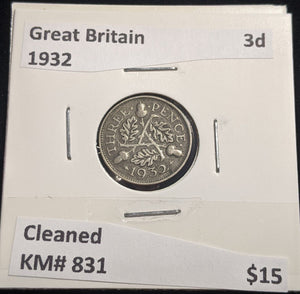 Great Britain 3d
1932
THREE PENCE
1932
Cleaned
KM# 831 $15